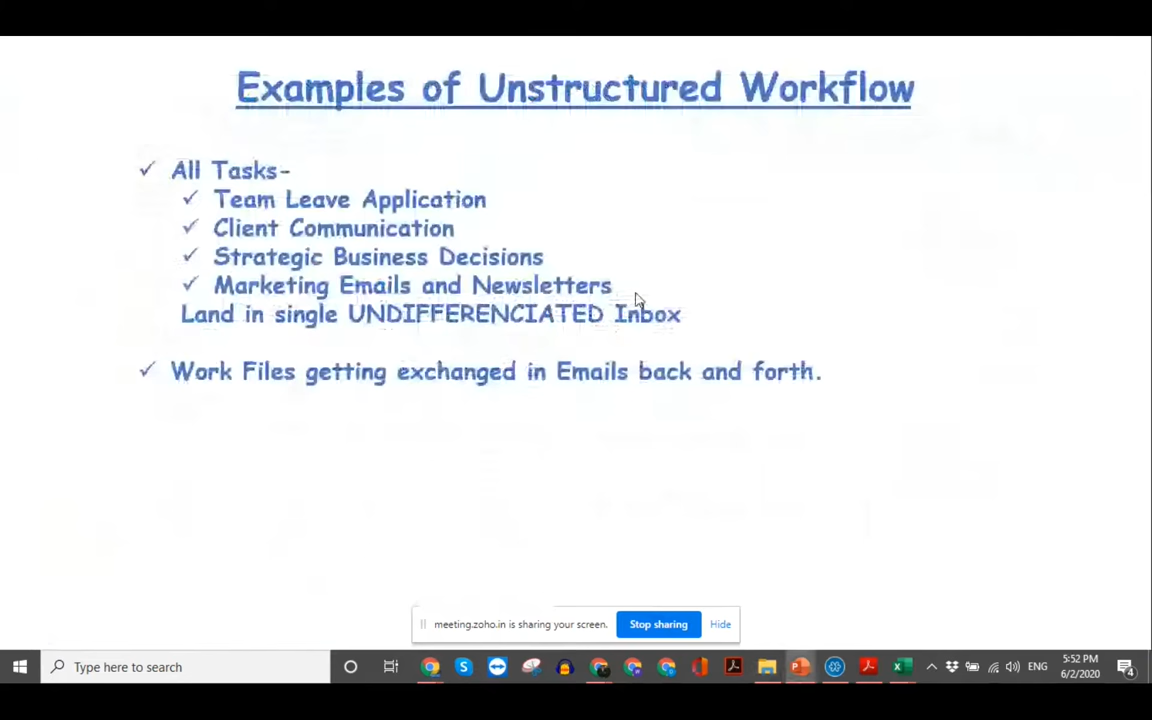 Examples of Unstructured Workflow
✓ All Tasks-
✓ Team Leave Application
✓ Client Communication
✓ Strategic Business Decisions
✓ Marketing Emails and Newsletters
Land in single UNDIFFERENCIATED Inbox
✓ Work Files getting exchanged in Emails back and forth.
meeting.zoho.in is sharing your screen. Stop sharing Hide
Type here to search
ENG
5:52 PM
6/2/2020
4